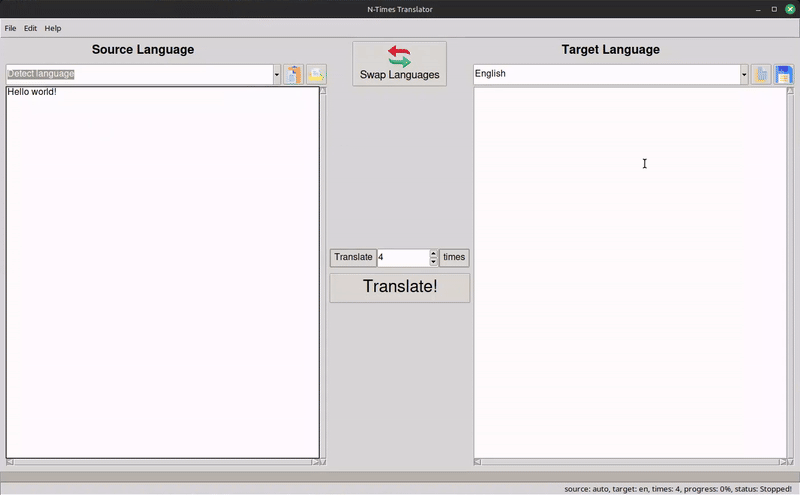 N-Times Translator
File Edit Help
Source Language
Target Language
Swap Languages
Detect language
English
Hello world!
Translate 4 times
Translate!
source: auto, target: en, times: 4, progress: 0%, status: Stopped!